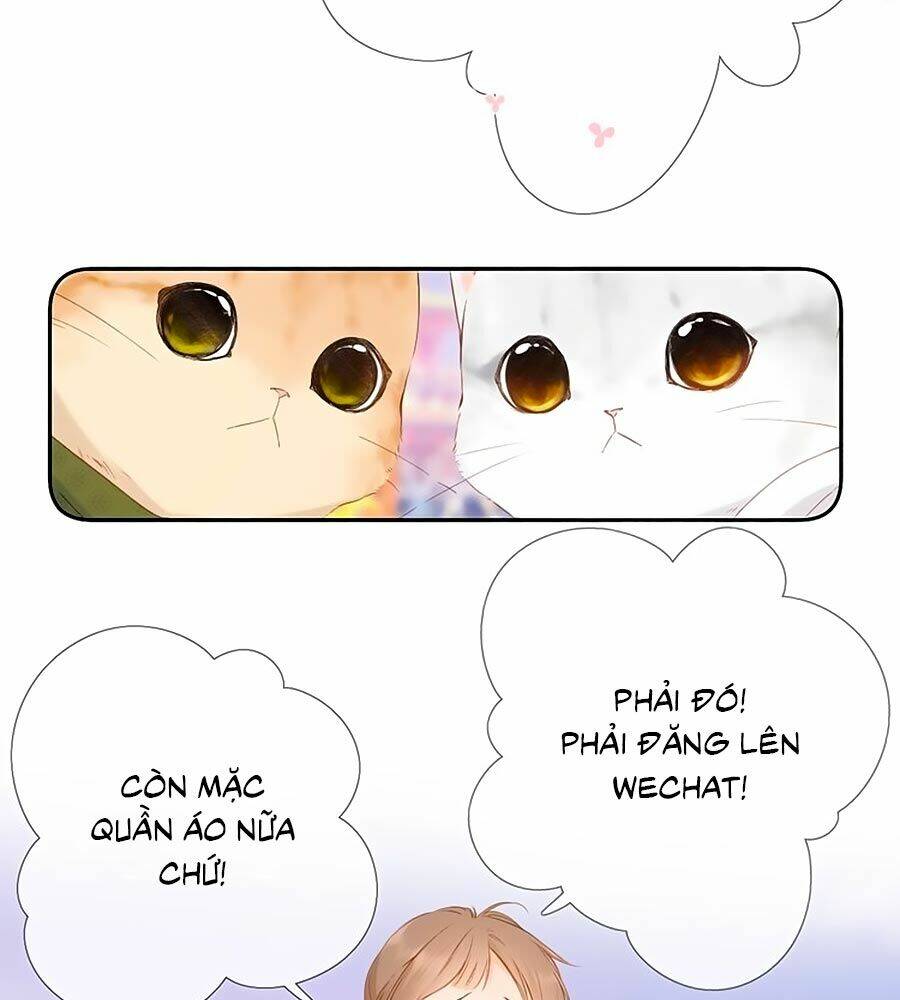 PHẢI ĐÓ!
PHẢI ĐĂNG LÊN
WECHAT!
CÒN MẶC
QUẦN ÁO NỮA
CHỨ!